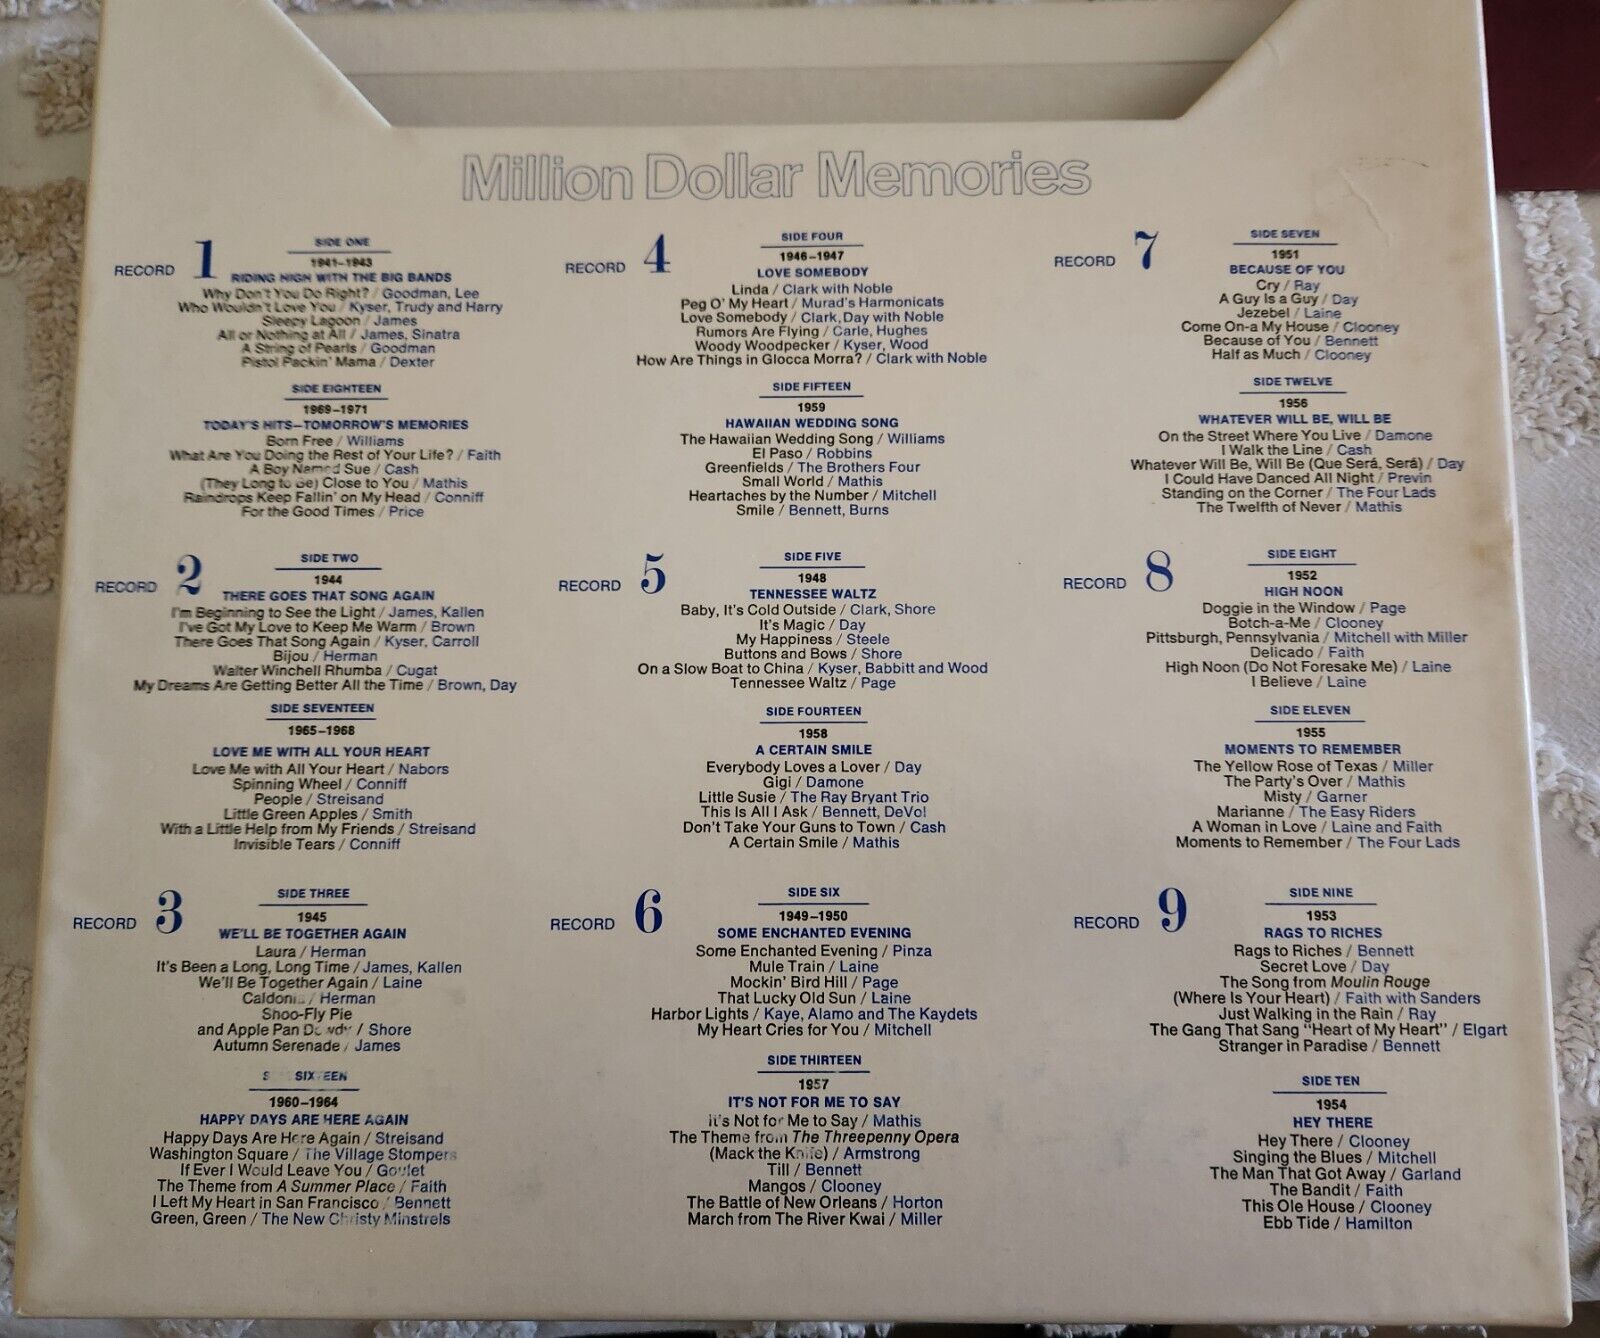 Million Dollar Memories
RECORD 1
SIDE ONE
1941–1943
RIDING HIGH WITH THE BIG BANDS
Why Don't You Do Right? / Goodman, Lee
Who Wouldn't Love You / Kyser, Trudy and Harry
Sleepy Lagoon / James
All or Nothing at All / James, Sinatra
A String of Pearls / Goodman
Pistol Packin' Mama / Dexter
SIDE EIGHTEEN
1969–1971
TODAY'S HITS–TOMORROW'S MEMORIES
Born Free / Williams
What Are You Doing the Rest of Your Life? / Faith
A Boy Named Sue / Cash
(They Long to Be) Close to You / Mathis
Raindrops Keep Fallin' on My Head / Conniff
For the Good Times / Price
RECORD 2
SIDE TWO
1944
THERE GOES THAT SONG AGAIN
I'm Beginning to See the Light / James, Kallen
I've Got My Love to Keep Me Warm / Brown
There Goes That Song Again / Kyser, Carroll
Bijou / Herman
Walter Winchell Rhumba / Cugat
My Dreams Are Getting Better All the Time / Brown, Day
SIDE SEVENTEEN
1965–1968
LOVE ME WITH ALL YOUR HEART
Love Me with All Your Heart / Nabors
Spinning Wheel / Conniff
People / Streisand
Little Green Apples / Smith
With a Little Help from My Friends / Streisand
Invisible Tears / Conniff
RECORD 3
SIDE THREE
1945
WE'LL BE TOGETHER AGAIN
Laura / Herman
It's Been a Long, Long Time / James, Kallen
We'll Be Together Again / Laine
Caldonia / Herman
Shoo-Fly Pie
and Apple Pan Dowdy / Shore
Autumn Serenade / James
SIXTEEN
1960–1964
HAPPY DAYS ARE HERE AGAIN
Happy Days Are Here Again / Streisand
Washington Square / The Village Stompers
If Ever I Would Leave You / Goulet
The Theme from A Summer Place / Faith
I Left My Heart in San Francisco / Bennett
Green, Green / The New Christy Minstrels
RECORD 4
SIDE FOUR
1946–1947
LOVE SOMEBODY
Linda / Clark with Noble
Peg O' My Heart / Murad's Harmonicats
Love Somebody / Clark, Day with Noble
Rumors Are Flying / Carle, Hughes
Woody Woodpecker / Kyser, Wood
How Are Things in Glocca Morra? / Clark with Noble
SIDE FIFTEEN
1959
HAWAIIAN WEDDING SONG
The Hawaiian Wedding Song / Williams
El Paso / Robbins
Greenfields / The Brothers Four
Small World / Mathis
Heartaches by the Number / Mitchell
Smile / Bennett, Burns
RECORD 5
SIDE FIVE
1948
TENNESSEE WALTZ
Baby, It's Cold Outside / Clark, Shore
It's Magic / Day
My Happiness / Steele
Buttons and Bows / Shore
On a Slow Boat to China / Kyser, Babbitt and Wood
Tennessee Waltz / Page
SIDE FOURTEEN
1958
A CERTAIN SMILE
Everybody Loves a Lover / Day
Gigi / Damone
Little Susie / The Ray Bryant Trio
This Is All I Ask / Bennett, DeVol
Don't Take Your Guns to Town / Cash
A Certain Smile / Mathis
RECORD 6
SIDE SIX
1949–1950
SOME ENCHANTED EVENING
Some Enchanted Evening / Pinza
Mule Train / Laine
Mockin' Bird Hill / Page
That Lucky Old Sun / Laine
Harbor Lights / Kaye, Alamo and The Kaydets
My Heart Cries for You / Mitchell
SIDE THIRTEEN
1957
IT'S NOT FOR ME TO SAY
It's Not for Me to Say / Mathis
The Theme from The Threepenny Opera
(Mack the Knife) / Armstrong
Till / Bennett
Mangos / Clooney
The Battle of New Orleans / Horton
March from The River Kwai / Miller
RECORD 7
SIDE SEVEN
1951
BECAUSE OF YOU
Cry / Ray
A Guy Is a Guy / Day
Jezebel / Laine
Come On-a My House / Clooney
Because of You / Bennett
Half as Much / Clooney
SIDE TWELVE
1956
WHATEVER WILL BE, WILL BE
On the Street Where You Live / Damone
I Walk the Line / Cash
Whatever Will Be, Will Be (Que Será, Será) / Day
I Could Have Danced All Night / Previn
Standing on the Corner / The Four Lads
The Twelfth of Never / Mathis
RECORD 8
SIDE EIGHT
1952
HIGH NOON
Doggie in the Window / Page
Botch-a-Me / Clooney
Pittsburgh, Pennsylvania / Mitchell with Miller
Delicado / Faith
High Noon (Do Not Foresake Me) / Laine
I Believe / Laine
SIDE ELEVEN
1955
MOMENTS TO REMEMBER
The Yellow Rose of Texas / Miller
The Party's Over / Mathis
Misty / Garner
Marianne / The Easy Riders
A Woman in Love / Laine and Faith
Moments to Remember / The Four Lads
RECORD 9
SIDE NINE
1953
RAGS TO RICHES
Rags to Riches / Bennett
Secret Love / Day
The Song from Moulin Rouge
(Where Is Your Heart) / Faith with Sanders
Just Walking in the Rain / Ray
The Gang That Sang "Heart of My Heart" / Elgart
Stranger in Paradise / Bennett
SIDE TEN
1954
HEY THERE
Hey There / Clooney
Singing the Blues / Mitchell
The Man That Got Away / Garland
The Bandit / Faith
This Ole House / Clooney
Ebb Tide / Hamilton